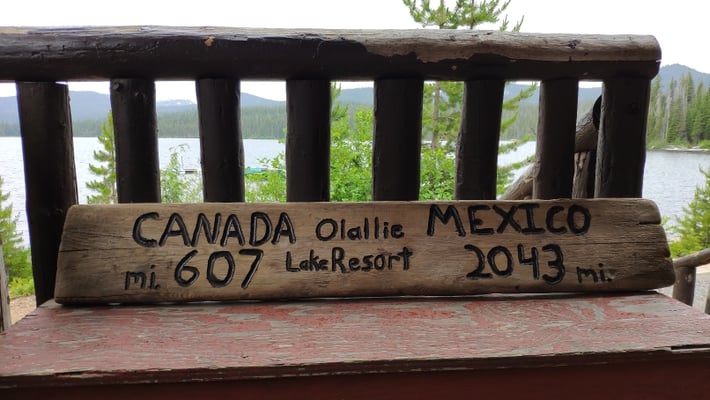 CANADA Olallie MEXICO
mi. 607 Lake Resort 2043 mi.